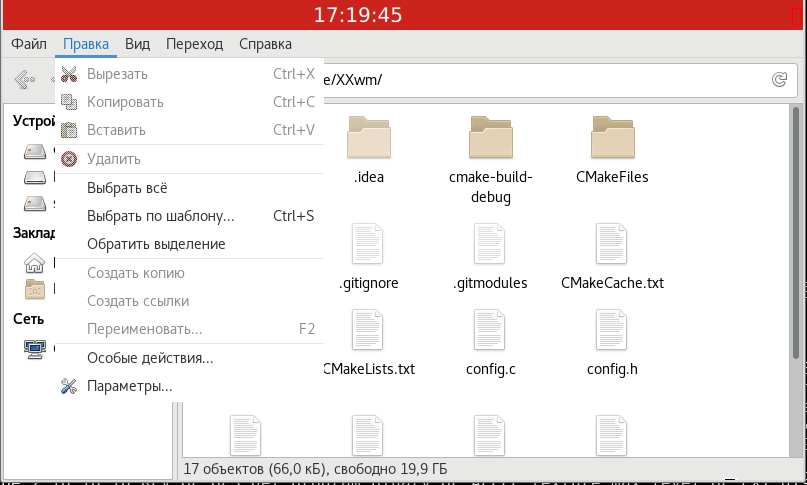 17:19:45
Файл Правка Вид Переход Справка
e/XXwm/
Вырезать Ctrl+X
Копировать Ctrl+C
Вставить Ctrl+V
Удалить
Выбрать всё
Выбрать по шаблону... Ctrl+S
Обратить выделение
Создать копию
Создать ссылки
Переименовать... F2
Особые действия...
Параметры...
Устрой
Заклад
Сеть
.idea
cmake-build-
debug
CMakeFiles
.gitignore
.gitmodules
CMakeCache.txt
CMakeLists.txt
config.c
config.h
17 объектов (66,0 кБ), свободно 19,9 ГБ